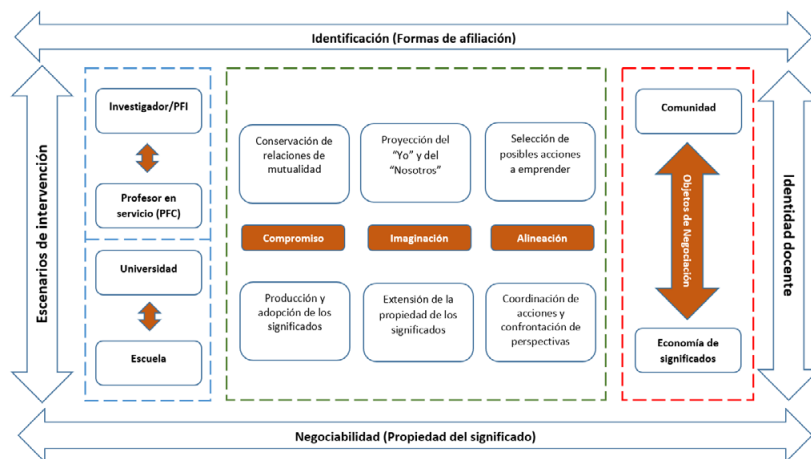 Identificación (Formas de afiliación)
Escenarios de intervención
Investigador/PFI
Profesor en
servicio (PFC)
Universidad
Escuela
Conservación de
relaciones de
mutualidad
Proyección del
"Yo" y del
"Nosotros"
Selección de
posibles acciones
a emprender
Compromiso
Imaginación
Alineación
Producción y
adopción de los
significados
Extensión de la
propiedad de los
significados
Coordinación de
acciones y
confrontación de
perspectivas
Comunidad
Objetos de Negociación
Economía de
significados
Identidad docente
Negociabilidad (Propiedad del significado)